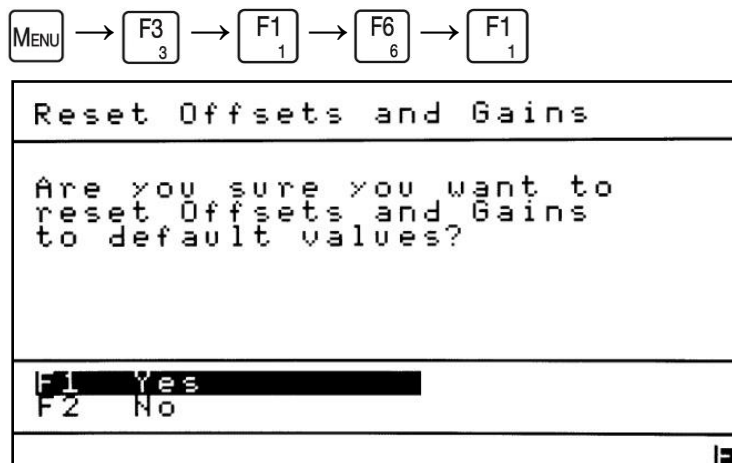 MENU → F3 3 → F1 1 → F6 6 → F1 1
Reset Offsets and Gains
Are you sure you want to
reset Offsets and Gains
to default values?
F1 Yes
F2 No